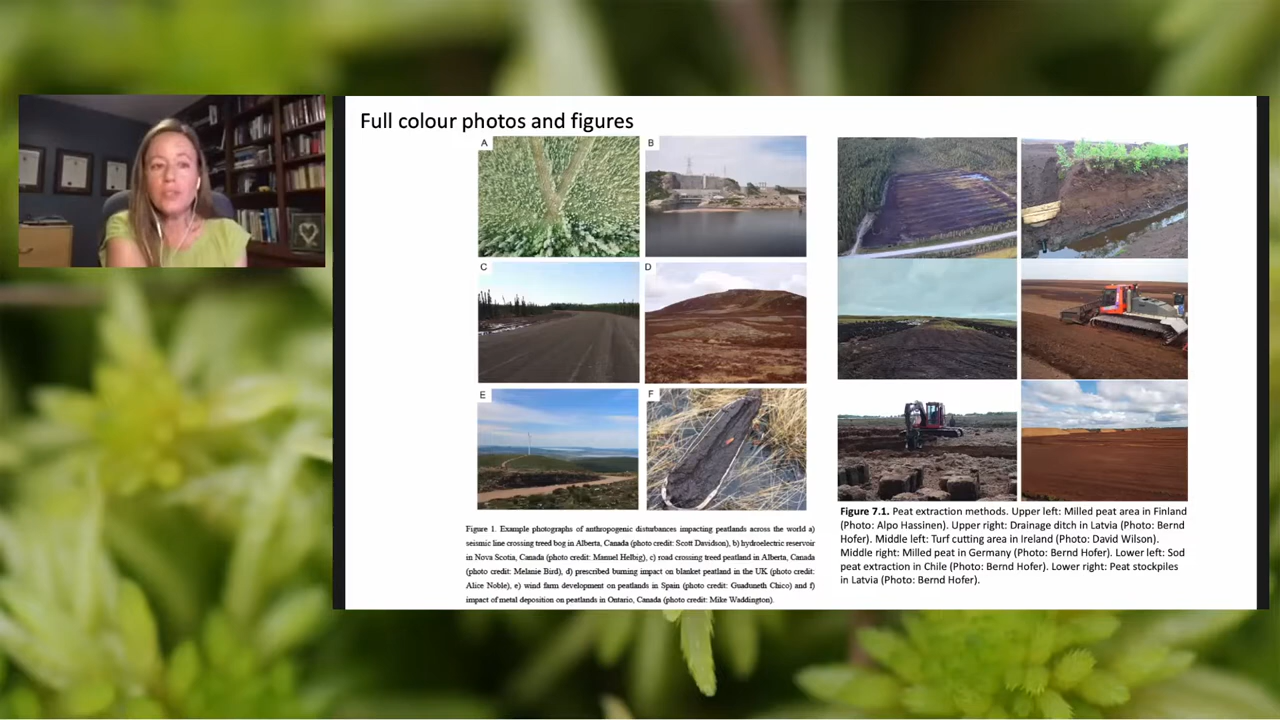 Full colour photos and figures
A
B
C
D
E
F
Figure 1. Example photographs of anthropogenic disturbances impacting peatlands across the world a)
seismic line crossing treed bog in Alberta, Canada (photo credit: Scott Davidson), b) hydroelectric reservoir
in Nova Scotia, Canada (photo credit: Manuel Helbig), c) road crossing treed peatland in Alberta, Canada
(photo credit: Melanie Bird), d) prescribed burning impact on blanket peatland in the UK (photo credit:
Alice Noble), e) wind farm development on peatlands in Spain (photo credit: Guaduneth Chico) and f)
impact of metal deposition on peatlands in Ontario, Canada (photo credit: Mike Waddington).
Figure 7.1. Peat extraction methods. Upper left: Milled peat area in Finland
(Photo: Alpo Hassinen). Upper right: Drainage ditch in Latvia (Photo: Bernd
Hofer). Middle left: Turf cutting area in Ireland (Photo: David Wilson).
Middle right: Milled peat in Germany (Photo: Bernd Hofer). Lower left: Sod
peat extraction in Chile (Photo: Bernd Hofer). Lower right: Peat stockpiles
in Latvia (Photo: Bernd Hofer).